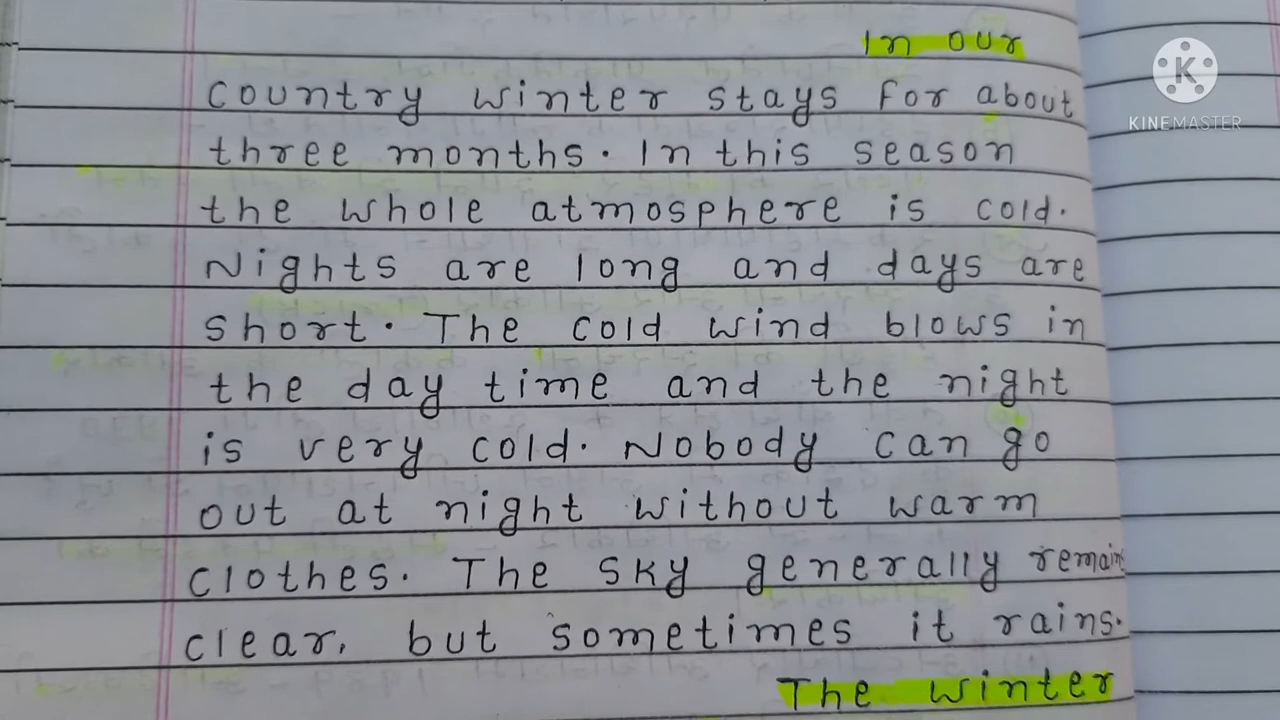 In our
K
KINEMASTER
country winter stays for about
three months. In this season
the whole atmosphere is cold.
Nights are long and days are
short. The cold wind blows in
the day time and the night
is very cold. Nobody can go
out at night without warm
clothes. The sky generally remains
clear, but sometimes it rains.
The winter